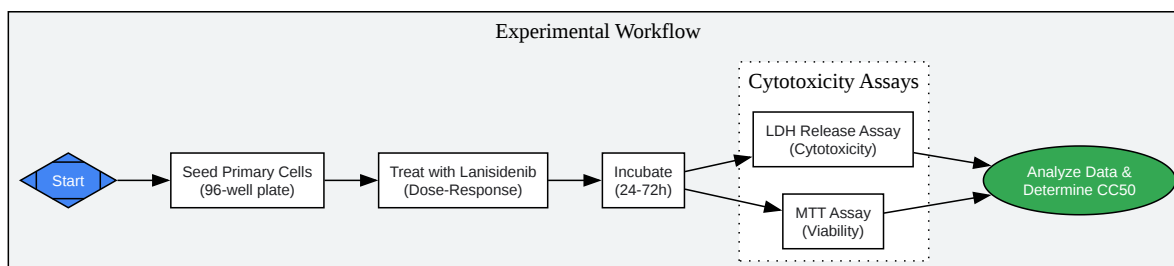 Experimental Workflow
Cytotoxicity Assays
Start
Seed Primary Cells
(96-well plate)
Treat with Lanisidenib
(Dose-Response)
Incubate
(24-72h)
LDH Release Assay
(Cytotoxicity)
MTT Assay
(Viability)
Analyze Data &
Determine CC50